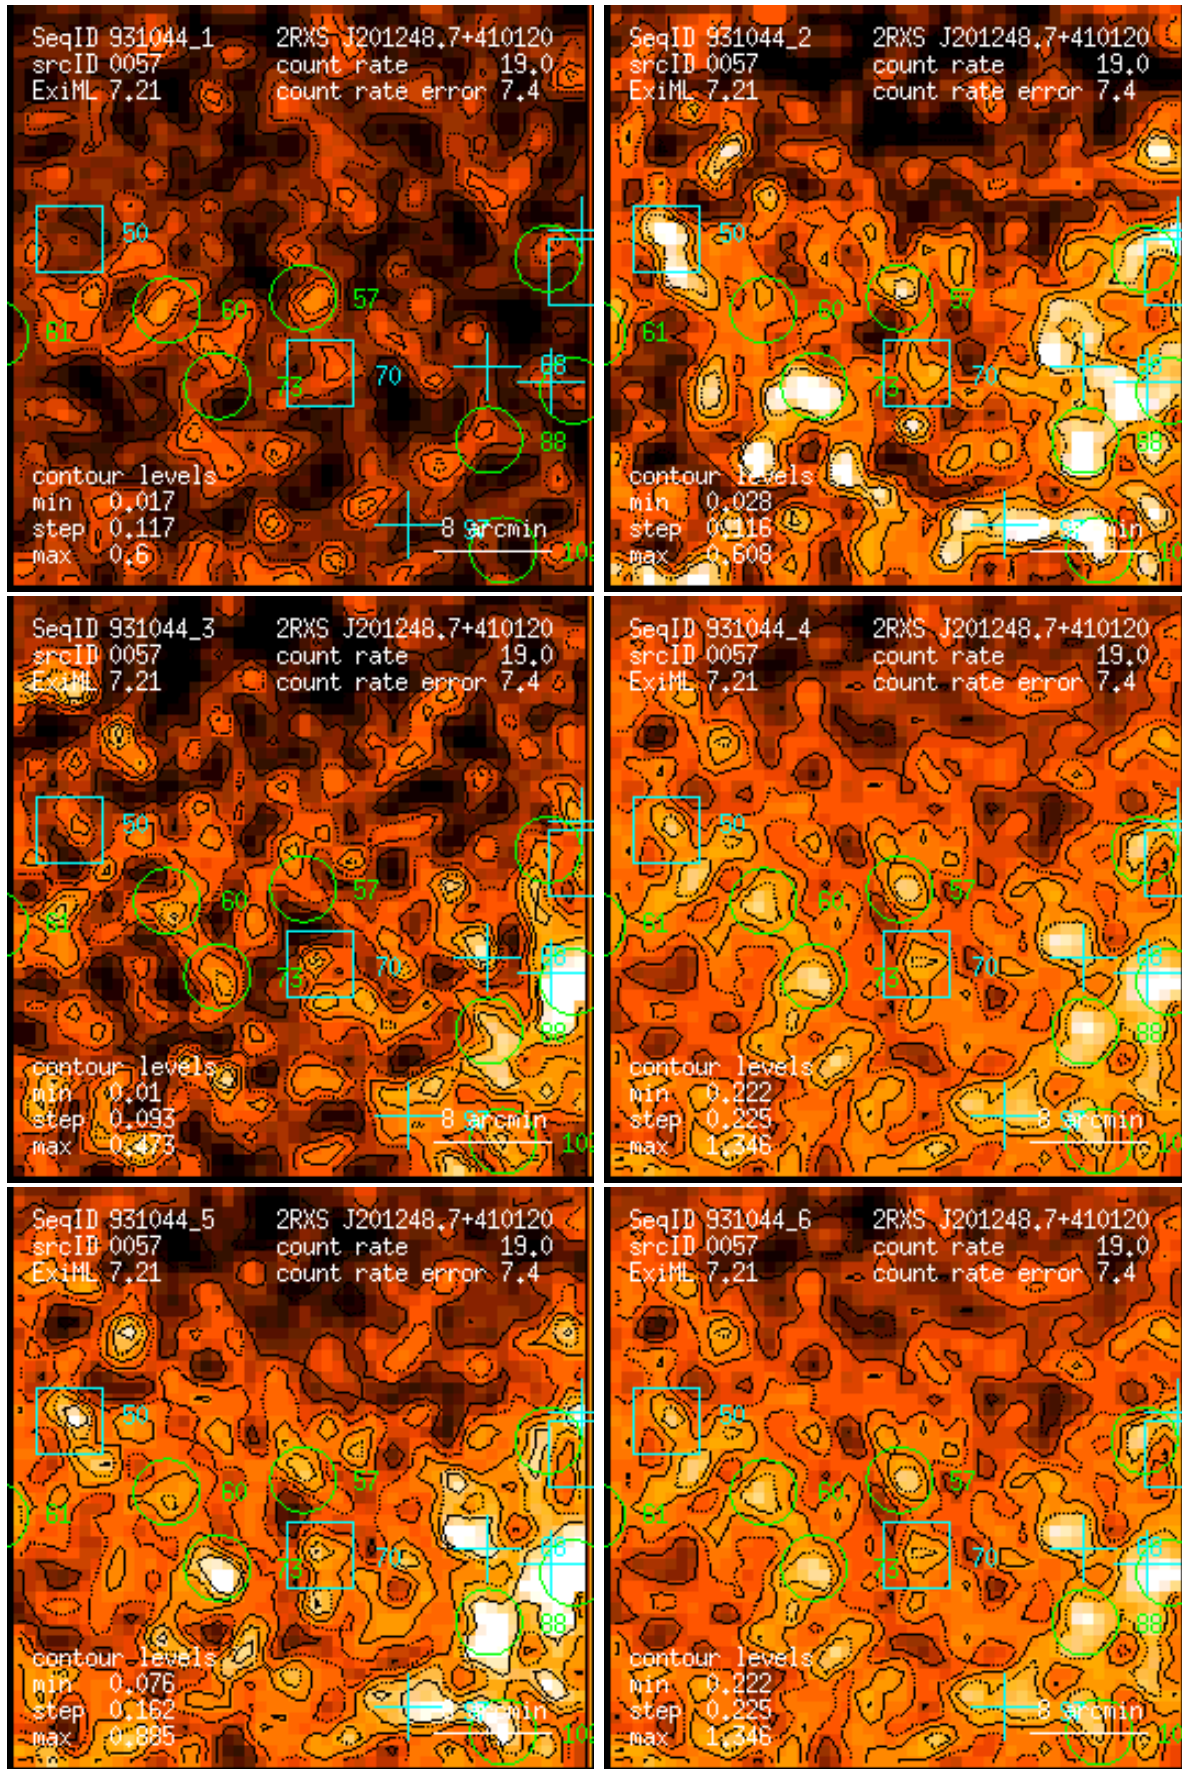 SeqID 931044_1 2RXS J201248.7+410120
srcID 0057 count rate 19.0
ExiML 7.21 count rate error 7.4
50
60 57
61
68
73 70
88
contour levels
min 0.017
step 0.117 97 8 arcmin
max 0.6
SeqID 931044_2 2RXS J201248.7+410120
srcID 0057 count rate 19.0
ExiML 7.21 count rate error 7.4
50
60 57
61
68
73 70
88
contour levels
min 0.028
step 0.116 97 8 arcmin
max 0.608
SeqID 931044_3 2RXS J201248.7+410120
srcID 0057 count rate 19.0
ExiML 7.21 count rate error 7.4
50
60 57
61
68
73 70
88
contour levels
min 0.01
step 0.093 97 8 arcmin
max 0.473
SeqID 931044_4 2RXS J201248.7+410120
srcID 0057 count rate 19.0
ExiML 7.21 count rate error 7.4
50
60 57
61
68
73 70
88
contour levels
min 0.222
step 0.225 97 8 arcmin
max 1.346
SeqID 931044_5 2RXS J201248.7+410120
srcID 0057 count rate 19.0
ExiML 7.21 count rate error 7.4
50
60 57
61
68
73 70
88
contour levels
min 0.076
step 0.162 97 8 arcmin
max 0.885
SeqID 931044_6 2RXS J201248.7+410120
srcID 0057 count rate 19.0
ExiML 7.21 count rate error 7.4
50
60 57
61
68
73 70
88
contour levels
min 0.222
step 0.225 97 8 arcmin
max 1.346